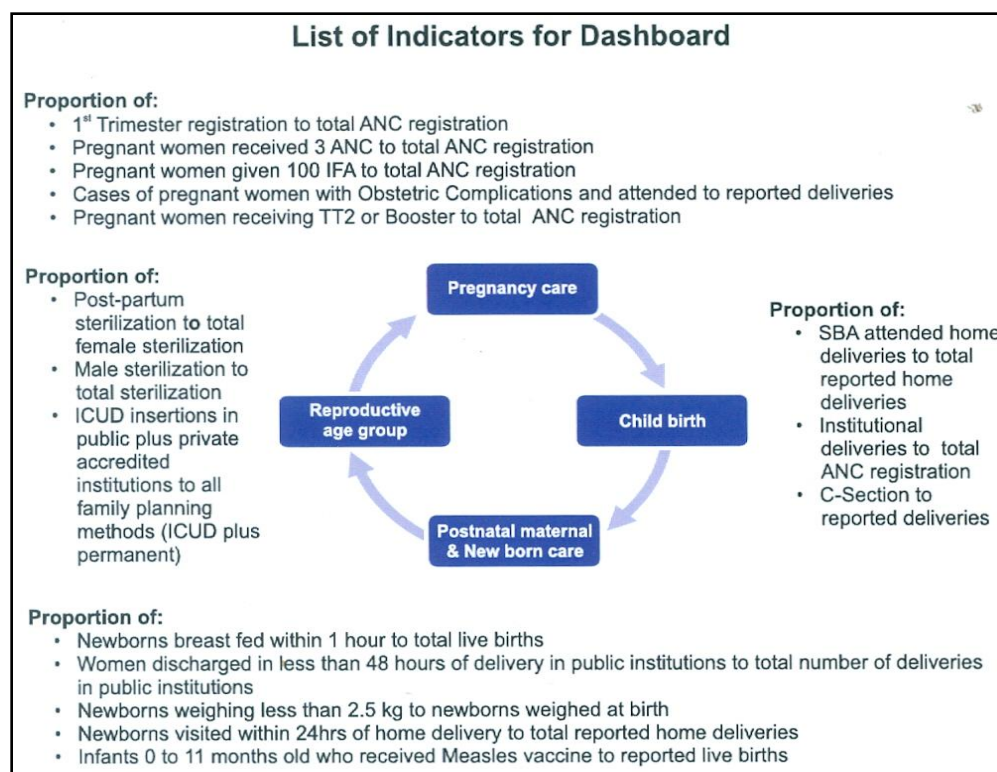 List of Indicators for Dashboard
Proportion of:
• 1st Trimester registration to total ANC registration
• Pregnant women received 3 ANC to total ANC registration
• Pregnant women given 100 IFA to total ANC registration
• Cases of pregnant women with Obstetric Complications and attended to reported deliveries
• Pregnant women receiving TT2 or Booster to total ANC registration
Proportion of:
• Post-partum
sterilization to total
female sterilization
• Male sterilization to
total sterilization
• ICUD insertions in
public plus private
accredited
institutions to all
family planning
methods (ICUD plus
permanent)
Pregnancy care
Reproductive
age group
Child birth
Postnatal maternal
& New born care
Proportion of:
• SBA attended home
deliveries to total
reported home
deliveries
• Institutional
deliveries to total
ANC registration
• C-Section to
reported deliveries
Proportion of:
• Newborns breast fed within 1 hour to total live births
• Women discharged in less than 48 hours of delivery in public institutions to total number of deliveries
in public institutions
• Newborns weighing less than 2.5 kg to newborns weighed at birth
• Newborns visited within 24hrs of home delivery to total reported home deliveries
• Infants 0 to 11 months old who received Measles vaccine to reported live births